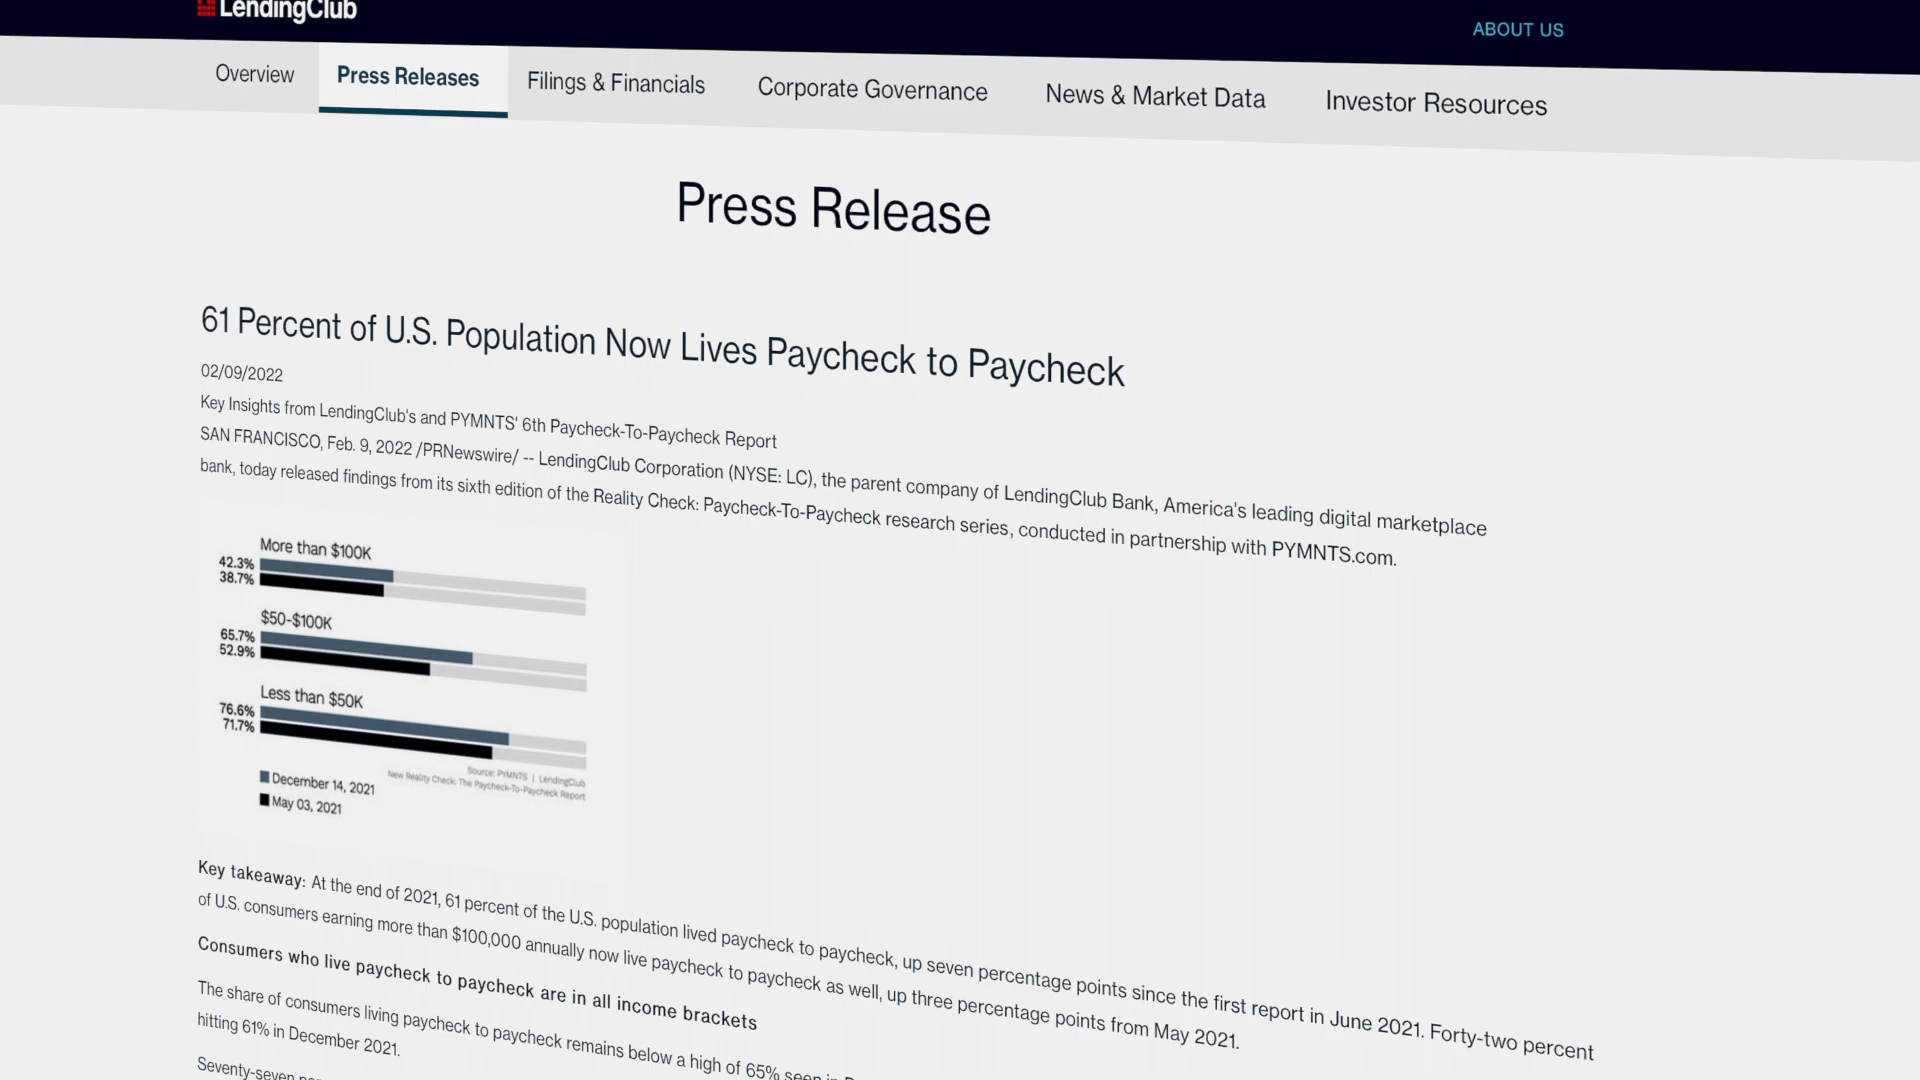 LendingClub
ABOUT US
Overview
Press Releases
Filings & Financials
Corporate Governance
News & Market Data
Investor Resources
Press Release
61 Percent of U.S. Population Now Lives Paycheck to Paycheck
02/09/2022
Key Insights from LendingClub's and PYMNTS' 6th Paycheck-To-Paycheck Report
SAN FRANCISCO, Feb. 9, 2022 /PRNewswire/ -- LendingClub Corporation (NYSE: LC), the parent company of LendingClub Bank, America's leading digital marketplace
bank, today released findings from its sixth edition of the Reality Check: Paycheck-To-Paycheck research series, conducted in partnership with PYMNTS.com.
More than $100K
42.3%
38.7%
$50-$100K
65.7%
52.9%
Less than $50K
76.6%
71.7%
Source: PYMNTS | LendingClub
New Reality Check: The Paycheck-To-Paycheck Report
December 14, 2021
May 03, 2021
Key takeaway: At the end of 2021, 61 percent of the U.S. population lived paycheck to paycheck, up seven percentage points since the first report in June 2021. Forty-two percent
of U.S. consumers earning more than $100,000 annually now live paycheck to paycheck as well, up three percentage points from May 2021.
Consumers who live paycheck to paycheck are in all income brackets
The share of consumers living paycheck to paycheck remains below a high of 65% seen in
hitting 61% in December 2021.
Seventy-seven